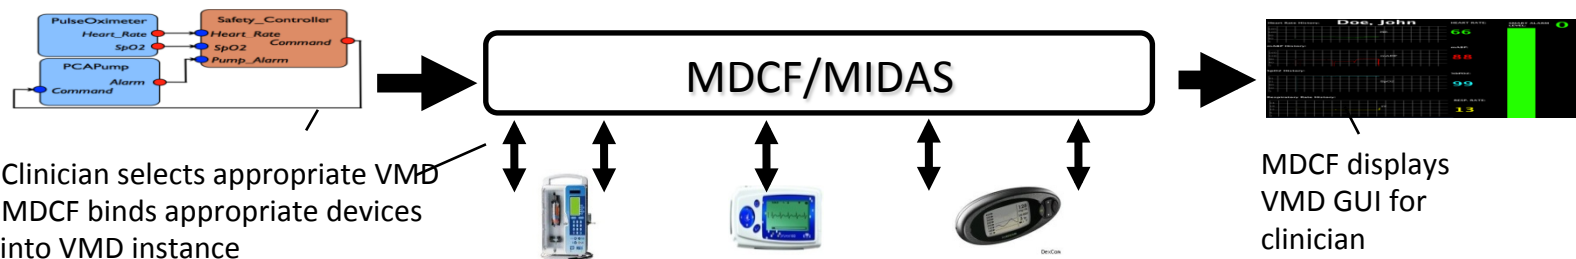 PulseOximeter
Heart_Rate
SpO2
PCAPump
Alarm
Command
Safety_Controller
Heart_Rate
SpO2
Command
Pump_Alarm
MDCF/MIDAS
Clinician selects appropriate VMD
MDCF binds appropriate devices
into VMD instance
DexCom
Doe, John
66
88
99
13
0
MDCF displays
VMD GUI for
clinician